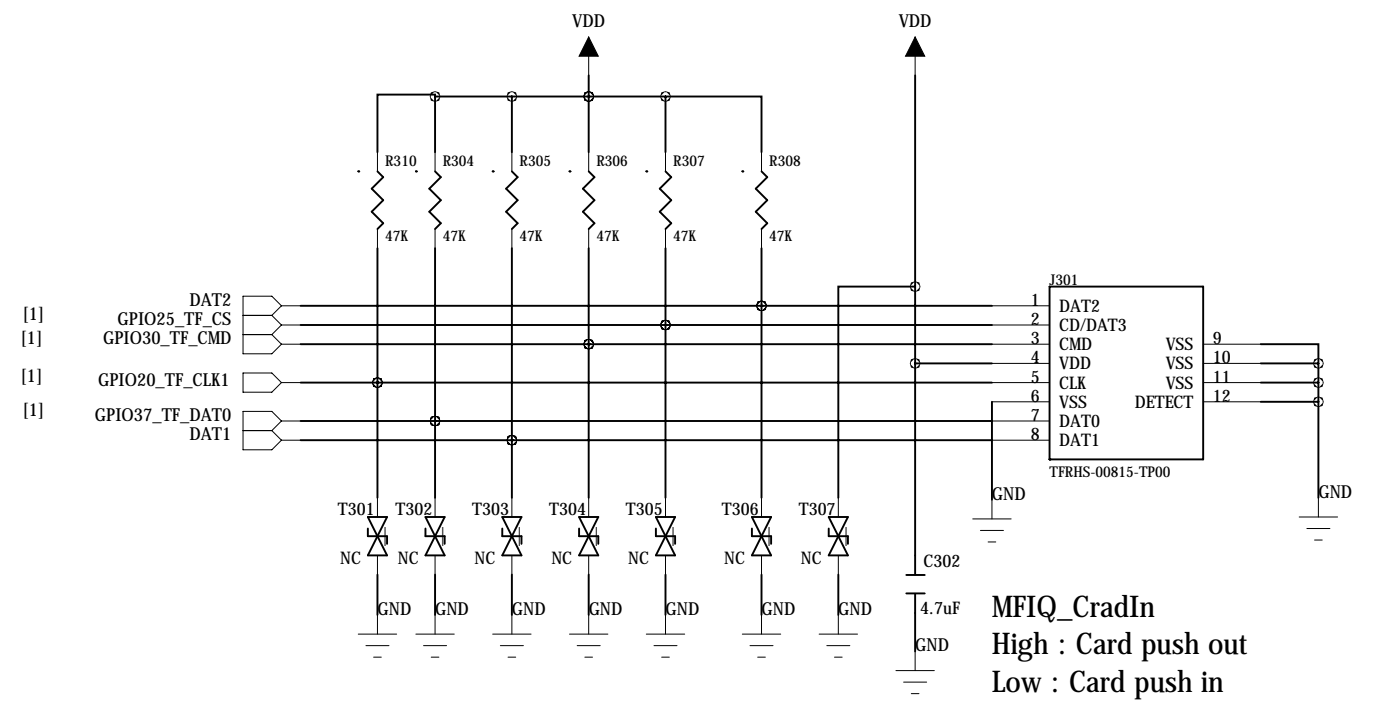 VDD VDD
R310 R304 R305 R306 R307 R308
47K 47K 47K 47K 47K 47K
J301
DAT2 1 DAT2
[1] GPIO25_TF_CS 2 CD/DAT3
[1] GPIO30_TF_CMD 3 CMD VSS 9
4 VDD VSS 10
[1] GPIO20_TF_CLK1 5 CLK VSS 11
6 VSS DETECT 12
[1] GPIO37_TF_DAT0 7 DAT0
DAT1 8 DAT1
TFRHS-00815-TP00
GND GND
T301 T302 T303 T304 T305 T306 T307
NC NC NC NC NC NC NC
C302
4.7uF
GND GND GND GND GND GND GND
GND
MFIQ_CradIn
High : Card push out
Low : Card push in